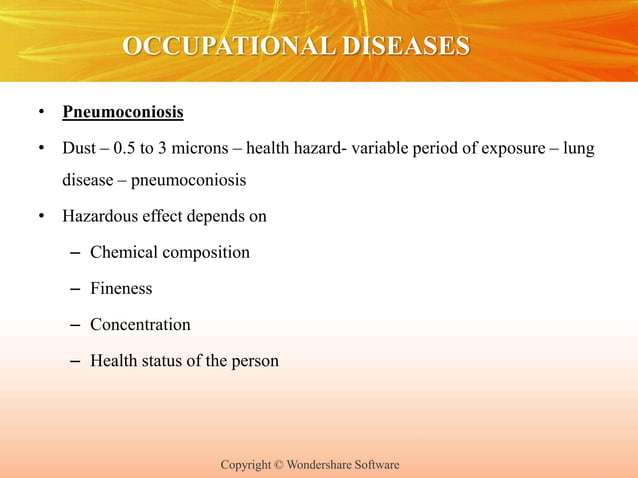 OCCUPATIONAL DISEASES
• Pneumoconiosis
• Dust – 0.5 to 3 microns – health hazard- variable period of exposure – lung
disease – pneumoconiosis
• Hazardous effect depends on
– Chemical composition
– Fineness
– Concentration
– Health status of the person
Copyright © Wondershare Software